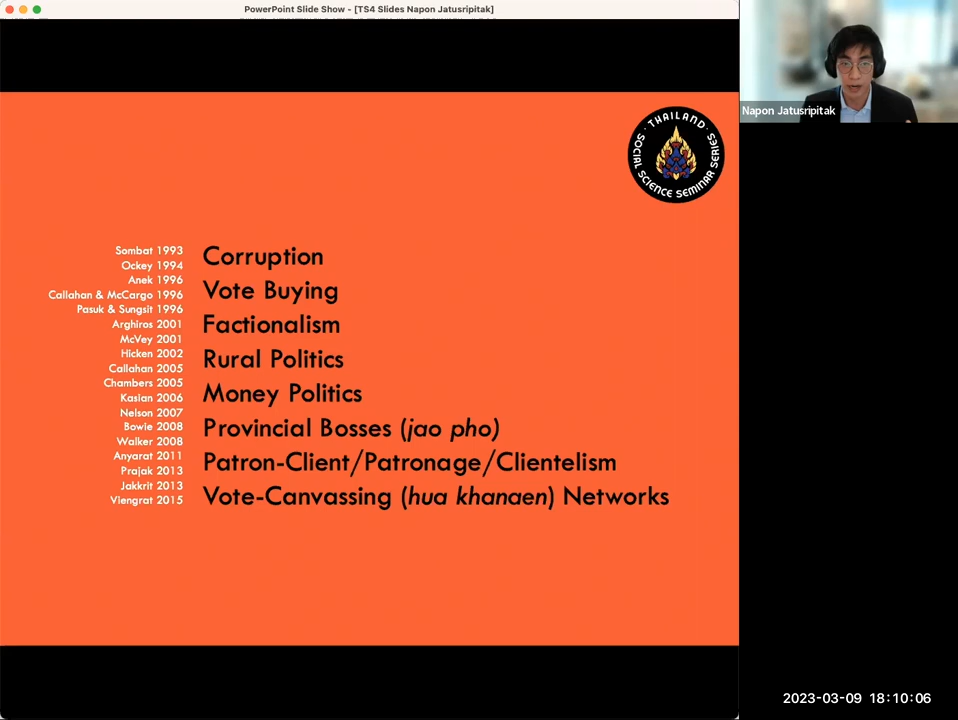 PowerPoint Slide Show - [TS4 Slides Napon Jatusripitak]
Napon Jatusripitak
· THAILAND ·
SOCIAL SCIENCE SEMINAR SERIES
Sombat 1993
Ockey 1994
Anek 1996
Callahan & McCargo 1996
Pasuk & Sungsit 1996
Arghiros 2001
McVey 2001
Hicken 2002
Callahan 2005
Chambers 2005
Kasian 2006
Nelson 2007
Bowie 2008
Walker 2008
Anyarat 2011
Prajak 2013
Jakkrit 2013
Viengrat 2015
Corruption
Vote Buying
Factionalism
Rural Politics
Money Politics
Provincial Bosses (jao pho)
Patron-Client/Patronage/Clientelism
Vote-Canvassing (hua khanaen) Networks
2023-03-09 18:10:06